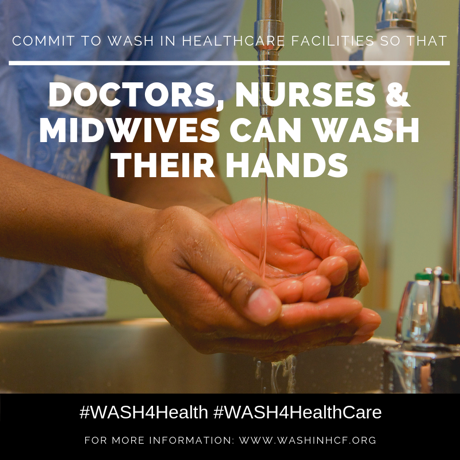 COMMIT TO WASH IN HEALTHCARE FACILITIES SO THAT
DOCTORS, NURSES &
MIDWIVES CAN WASH
THEIR HANDS
#WASH4Health #WASH4HealthCare
FOR MORE INFORMATION: WWW.WASHINHCF.ORG